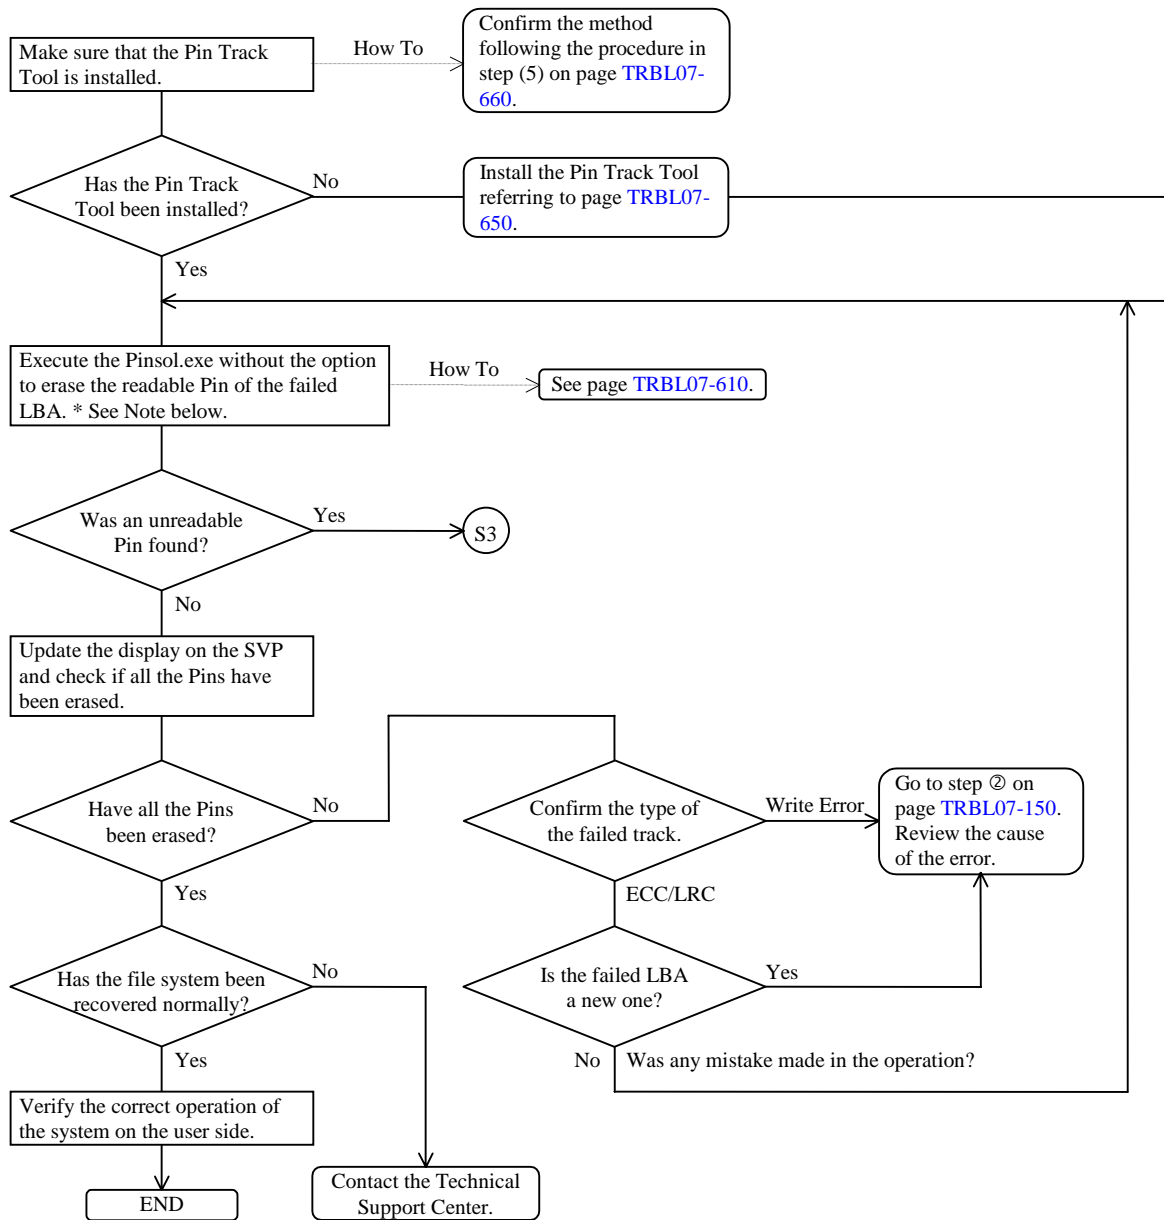 Make sure that the Pin Track
Tool is installed.
How To
Confirm the method
following the procedure in
step (5) on page TRBL07-
660.
Has the Pin Track
Tool been installed?
No
Install the Pin Track Tool
referring to page TRBL07-
650.
Yes
Execute the Pinsol.exe without the option
to erase the readable Pin of the failed
LBA. * See Note below.
How To
See page TRBL07-610.
Was an unreadable
Pin found?
Yes
S3
No
Update the display on the SVP
and check if all the Pins have
been erased.
Have all the Pins
been erased?
No
Confirm the type of
the failed track.
Write Error
Go to step ② on
page TRBL07-150.
Review the cause
of the error.
Yes
ECC/LRC
Has the file system been
recovered normally?
No
Is the failed LBA
a new one?
Yes
Yes
No
Was any mistake made in the operation?
Verify the correct operation of
the system on the user side.
END
Contact the Technical
Support Center.